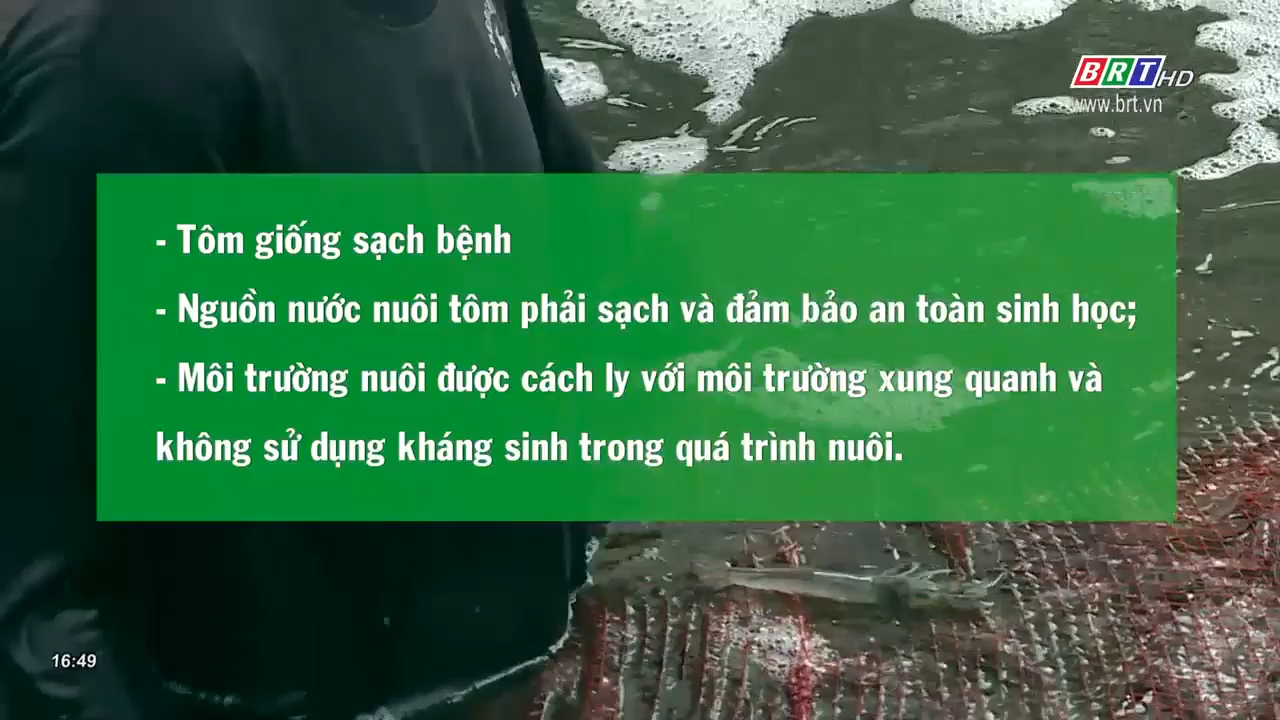 BRT HD
www.brt.vn
- Tôm giống sạch bệnh
- Nguồn nước nuôi tôm phải sạch và đảm bảo an toàn sinh học;
- Môi trường nuôi được cách ly với môi trường xung quanh và
không sử dụng kháng sinh trong quá trình nuôi.
16:49